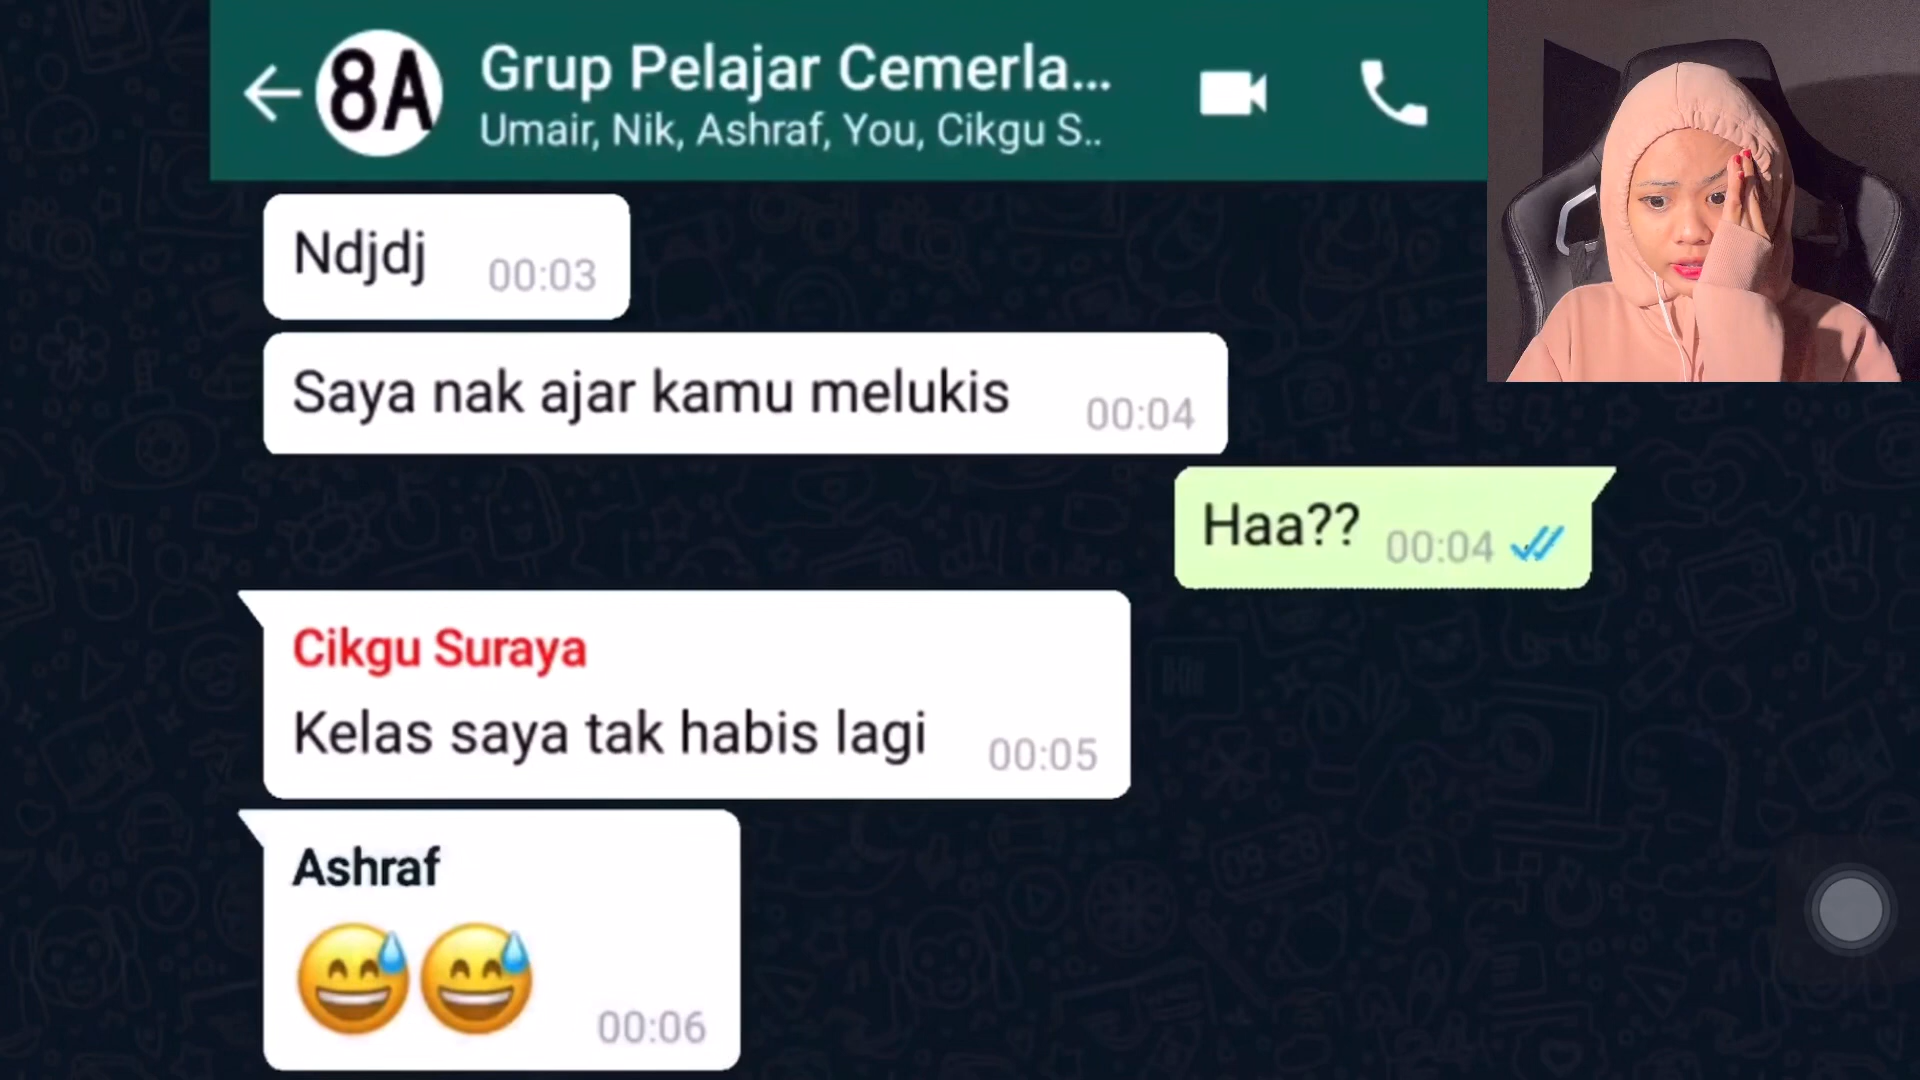 8A
Grup Pelajar Cemerla...
Umair, Nik, Ashraf, You, Cikgu S..
Ndjdj 00:03
Saya nak ajar kamu melukis 00:04
Haa?? 00:04
Cikgu Suraya
Kelas saya tak habis lagi 00:05
Ashraf
😅😅 00:06